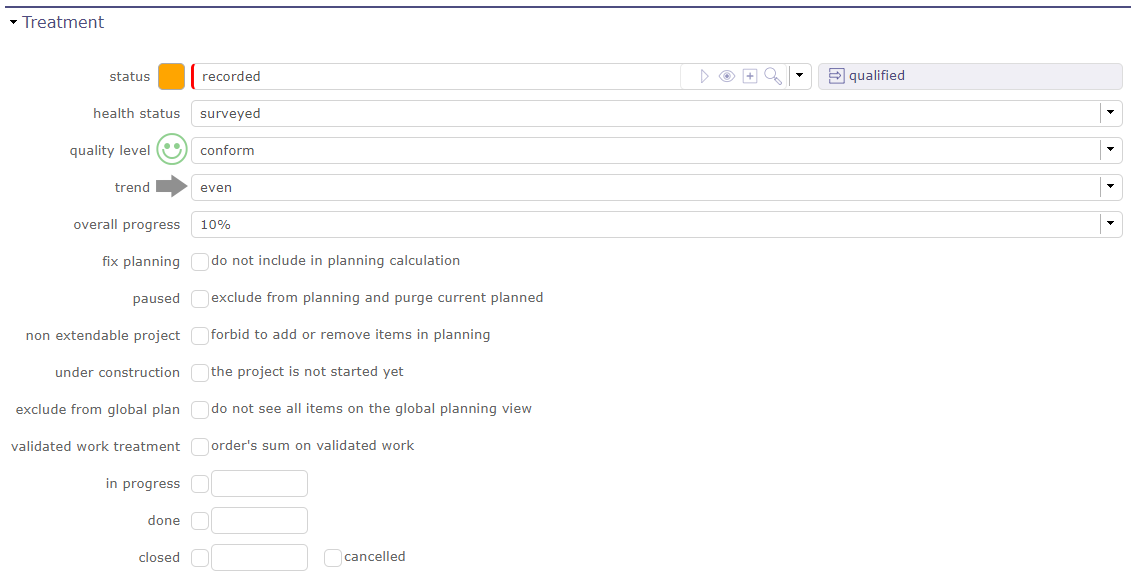 Treatment
status recorded qualified
health status surveyed
quality level conform
trend even
overall progress 10%
fix planning do not include in planning calculation
paused exclude from planning and purge current planned
non extendable project forbid to add or remove items in planning
under construction the project is not started yet
exclude from global plan do not see all items on the global planning view
validated work treatment order's sum on validated work
in progress
done
closed cancelled